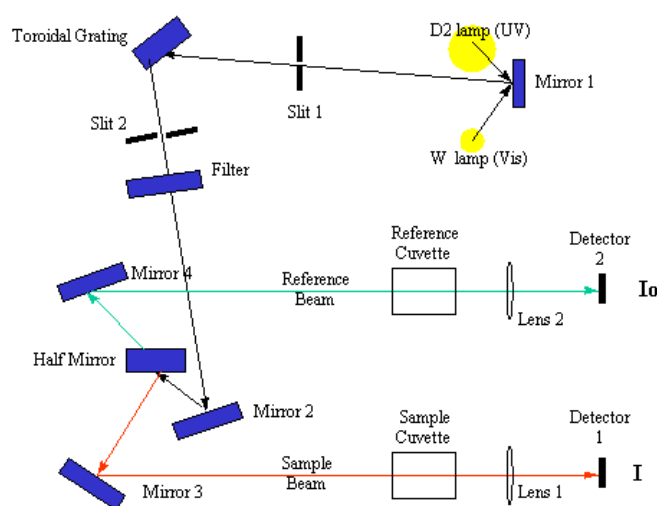 Toroidal Grating
D2 lamp (UV)
Mirror 1
Slit 1
Slit 2
W lamp (Vis)
Filter
Reference
Cuvette
Detector
2
Mirror 4
Reference
Beam
Io
Lens 2
Half Mirror
Mirror 2
Sample
Cuvette
Detector
1
Sample
Beam
I
Mirror 3
Lens 1